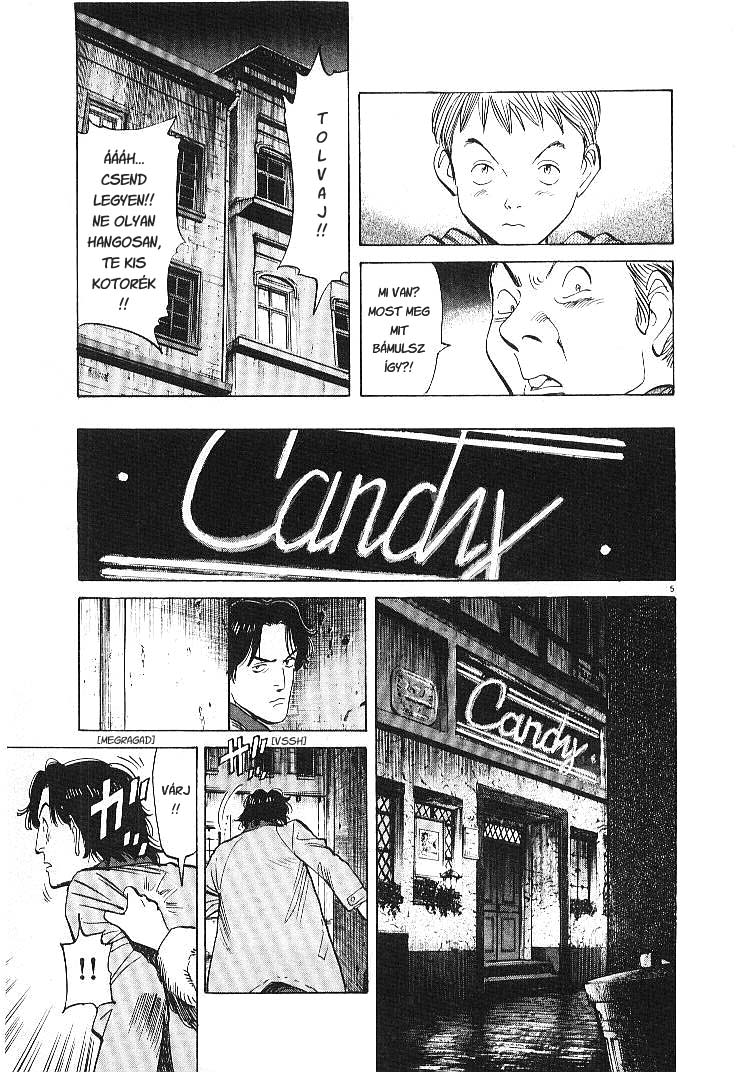 MI VAN?
MOST MEG
MIT
BÁMULSZ
ÍGY?!
T
O
L
V
A
J
!!
ÁÁÁH...
CSEND
LEGYEN!!
NE OLYAN
HANGOSAN,
TE KIS
KOTORÉK
!!
Candy
5
Candy
[VSSH]
VÁRJ
!!
[MEGRAGAD]
!!